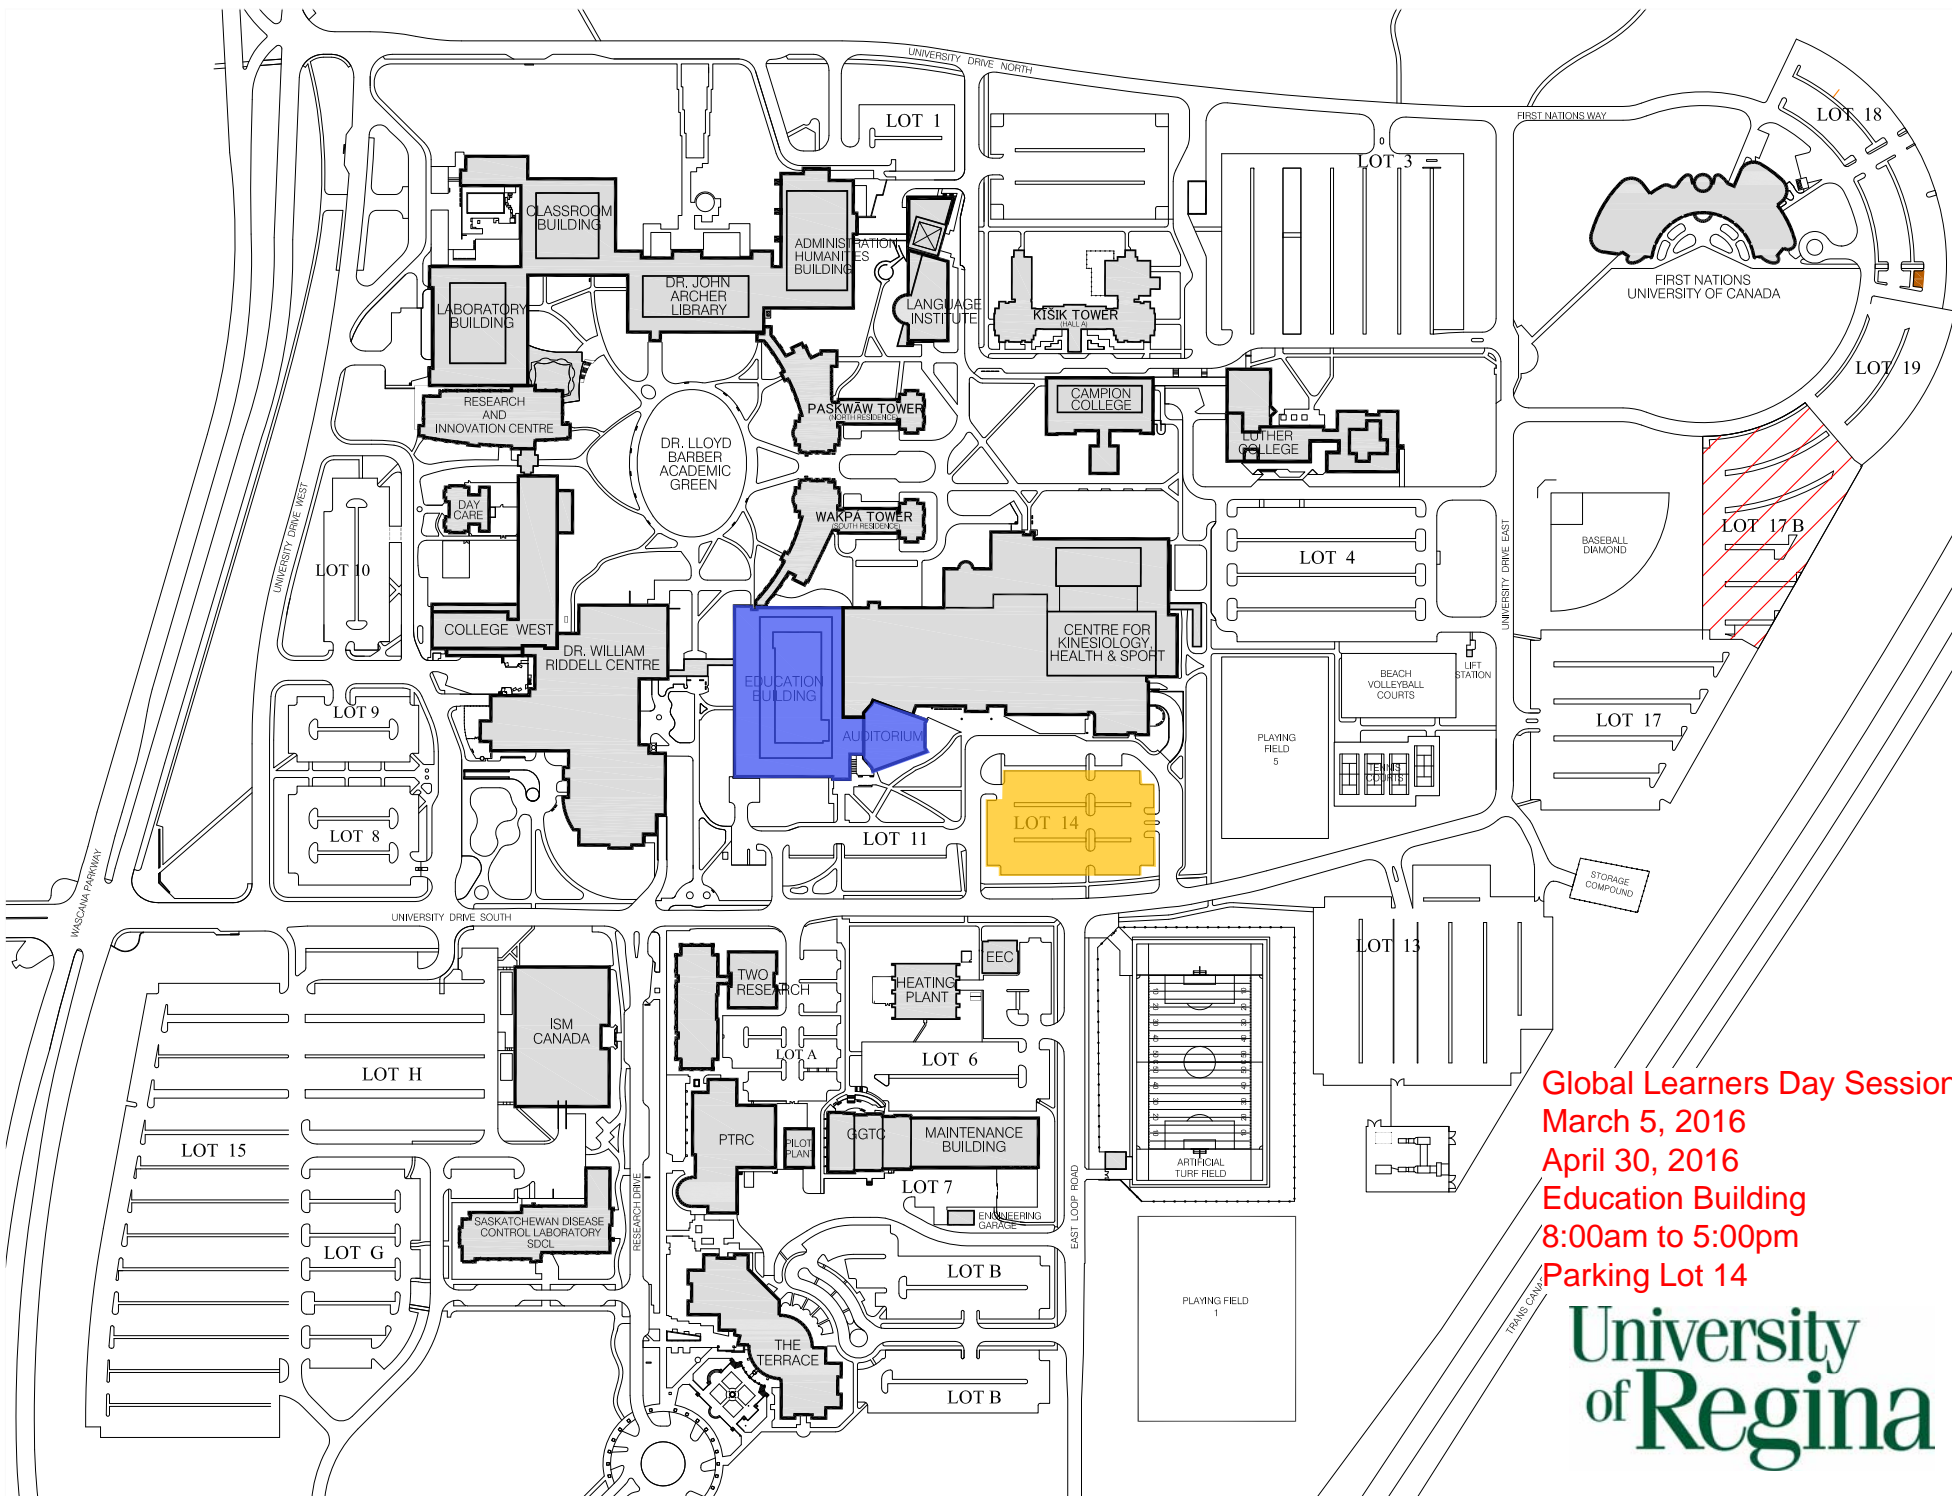 UNIVERSITY DRIVE NORTH
FIRST NATIONS WAY
LOT 18
LOT 1
LOT 3
CLASSROOM
BUILDING
ADMINISTRATION
HUMANITIES
BUILDING
DR. JOHN
ARCHER
LIBRARY
LABORATORY
BUILDING
LANGUAGE
INSTITUTE
KĪSIK TOWER
(HALL A)
FIRST NATIONS
UNIVERSITY OF CANADA
LOT 19
RESEARCH
AND
INNOVATION CENTRE
PASKWĀW TOWER
(NORTH RESIDENCE)
CAMPION
COLLEGE
LUTHER
COLLEGE
DR. LLOYD
BARBER
ACADEMIC
GREEN
DAY
CARE
WAKPÁ TOWER
(SOUTH RESIDENCE)
UNIVERSITY DRIVE WEST
LOT 10
LOT 4
UNIVERSITY DRIVE EAST
BASEBALL
DIAMOND
LOT 17 B
COLLEGE WEST
DR. WILLIAM
RIDDELL CENTRE
EDUCATION
BUILDING
AUDITORIUM
CENTRE FOR
KINESIOLOGY,
HEALTH & SPORT
BEACH
VOLLEYBALL
COURTS
LIFT
STATION
LOT 9
LOT 17
PLAYING
FIELD
5
TENNIS
COURTS
LOT 8
LOT 11
LOT 14
WASCANA PARKWAY
STORAGE
COMPOUND
UNIVERSITY DRIVE SOUTH
LOT 13
TWO
RESEARCH
HEATING
PLANT
EEC
ISM
CANADA
LOT A
LOT 6
LOT H
LOT 15
PTRC
PILOT
PLANT
GGTC
MAINTENANCE
BUILDING
ARTIFICIAL
TURF FIELD
LOT 7
ENGINEERING
GARAGE
EAST LOOP ROAD
RESEARCH DRIVE
SASKATCHEWAN DISEASE
CONTROL LABORATORY
SDCL
LOT G
LOT B
PLAYING FIELD
1
THE
TERRACE
LOT B
TRANS CANA
Global Learners Day Session
March 5, 2016
April 30, 2016
Education Building
8:00am to 5:00pm
Parking Lot 14
University
of Regina